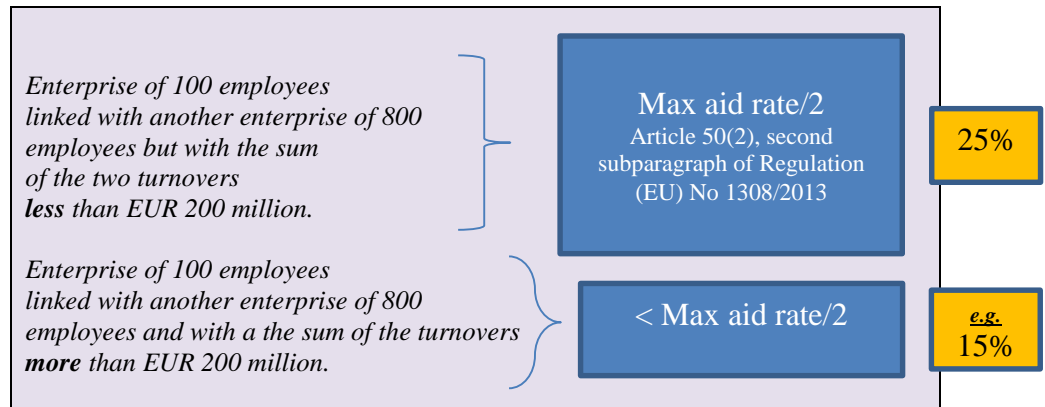 Enterprise of 100 employees
linked with another enterprise of 800
employees but with the sum
of the two turnovers
less than EUR 200 million.
Max aid rate/2
Article 50(2), second
subparagraph of Regulation
(EU) No 1308/2013
25%
Enterprise of 100 employees
linked with another enterprise of 800
employees and with a the sum of the turnovers
more than EUR 200 million.
< Max aid rate/2
e.g.
15%